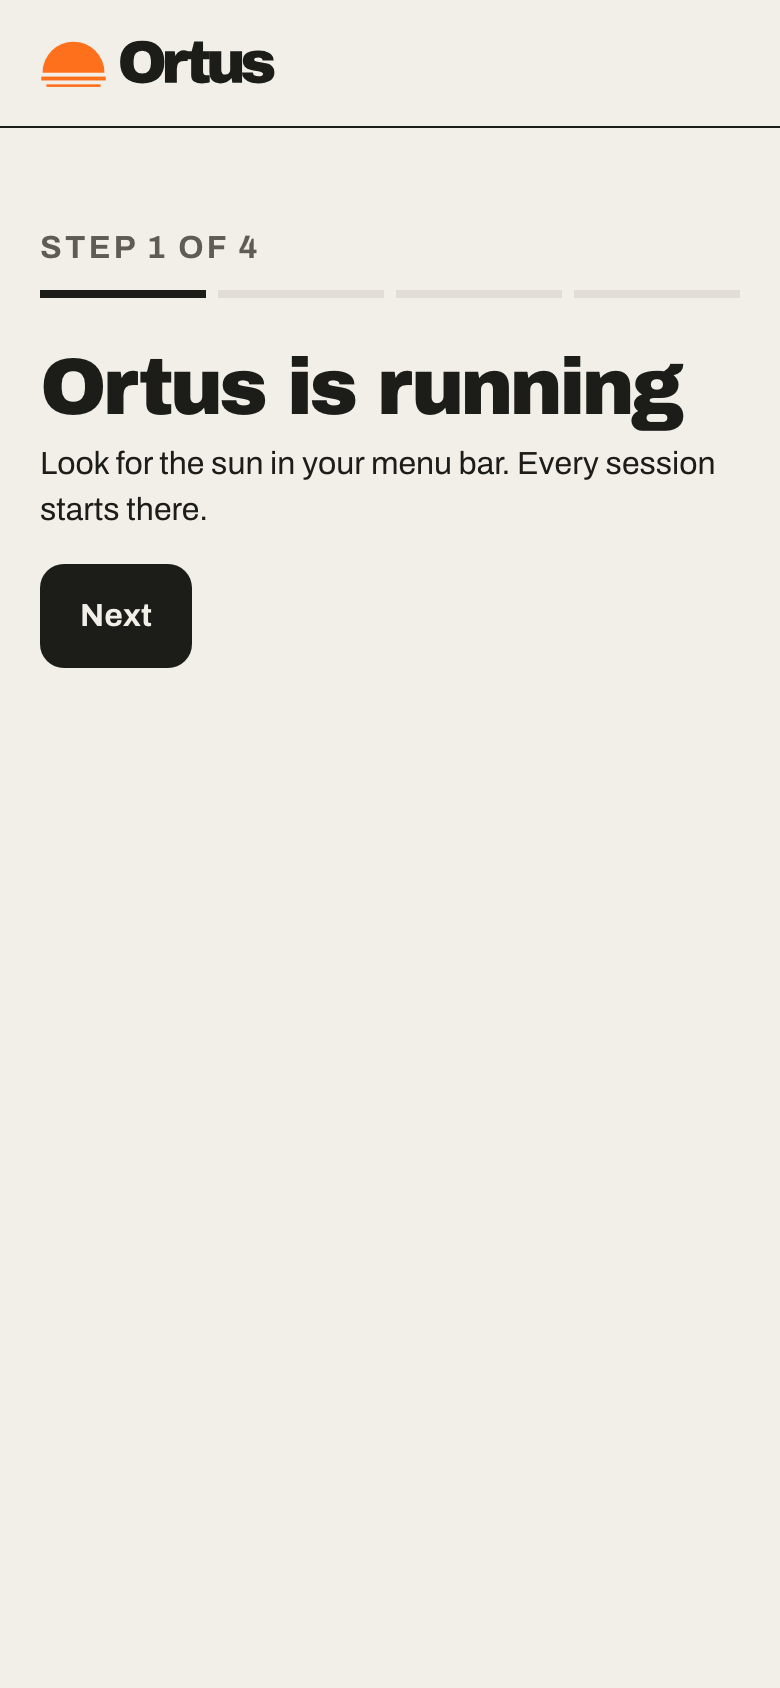 Ortus
STEP 1 OF 4
Ortus is running
Look for the sun in your menu bar. Every session
starts there.
Next